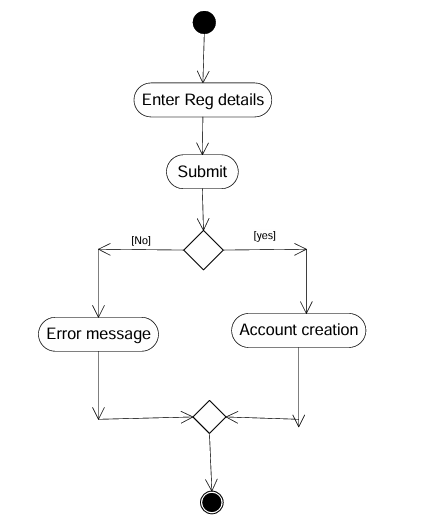 Enter Reg details
Submit
[No]
[yes]
Error message
Account creation